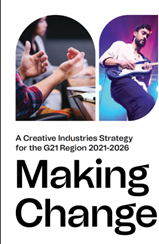 A Creative Industries Strategy
for the G21 Region 2021-2026
Making
Change